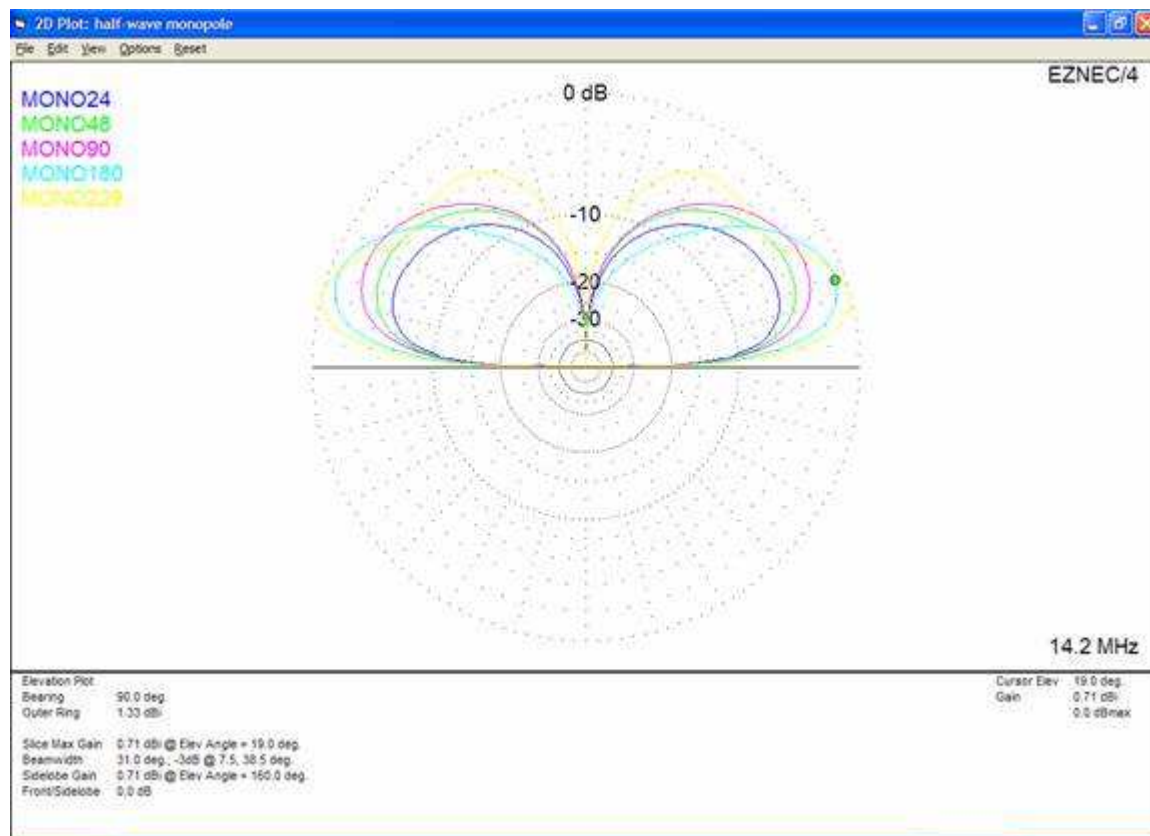 2D Plot: half-wave monopole
File Edit View Options Reset
EZNEC/4
MONO24
MONO48
MONO90
MONO180
0 dB
-10
-20
-30
14.2 MHz
Elevation Plot
Bearing 90.0 deg.
Outer Ring 1.33 dBi
Slice Max Gain 0.71 dBi @ Elev Angle = 19.0 deg.
Beamwidth 31.0 deg.; -3dB @ 7.5, 38.5 deg.
Sidelobe Gain 0.71 dBi @ Elev Angle = 160.0 deg.
Front/Sidelobe 0.0 dB
Cursor Elev 19.0 deg.
Gain 0.71 dBi
0.0 dBmax